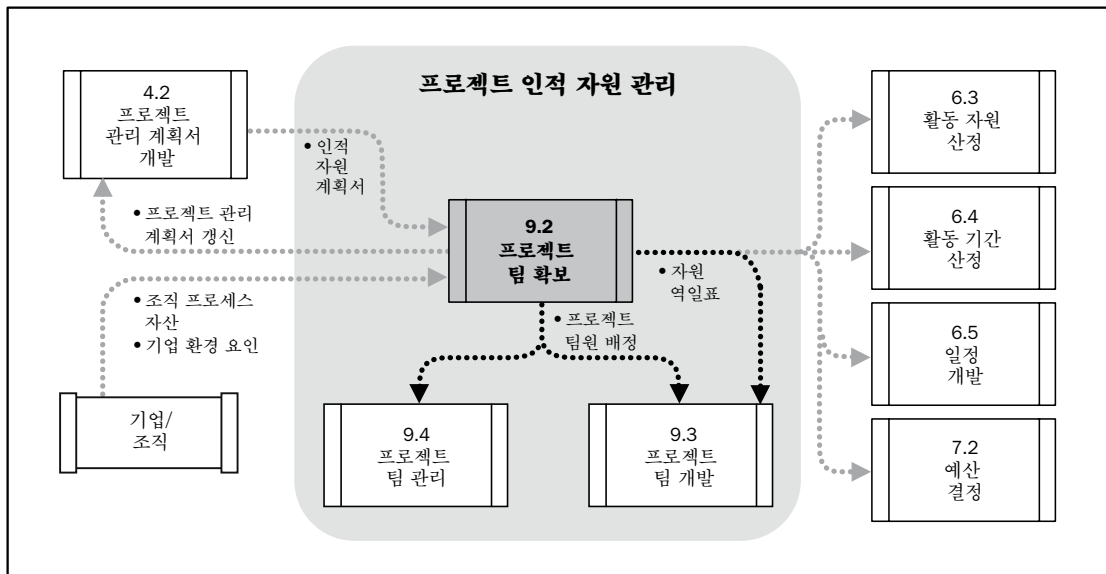 프로젝트 인적 자원 관리
4.2
프로젝트
관리 계획서
개발
• 인적
자원
계획서
• 프로젝트 관리
계획서 갱신
9.2
프로젝트
팀 확보
• 조직 프로세스
자산
• 기업 환경 요인
• 자원
역일표
• 프로젝트
팀원 배정
기업/
조직
9.4
프로젝트
팀 관리
9.3
프로젝트
팀 개발
6.3
활동 자원
산정
6.4
활동 기간
산정
6.5
일정
개발
7.2
예산
결정